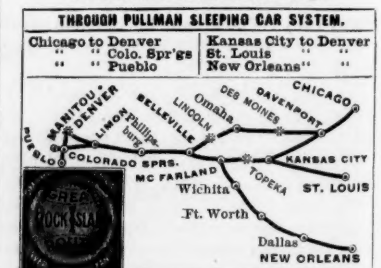 THROUGH PULLMAN SLEEPING CAR SYSTEM.
Chicago to Denver
" " Colo. Spr'gs
" " Pueblo
Kansas City to Denver
St. Louis " "
New Orleans " "
CHICAGO
DAVENPORT
DES MOINES
Omaha
LINCOLN
BELLEVILLE
Phillipsburg
LIMON
DENVER
MANITOU
PUEBLO
COLORADO SPRS.
MC FARLAND
TOPEKA
KANSAS CITY
ST. LOUIS
Wichita
Ft. Worth
Dallas
NEW ORLEANS
GREAT
ROCK ISLAND
ROUTE